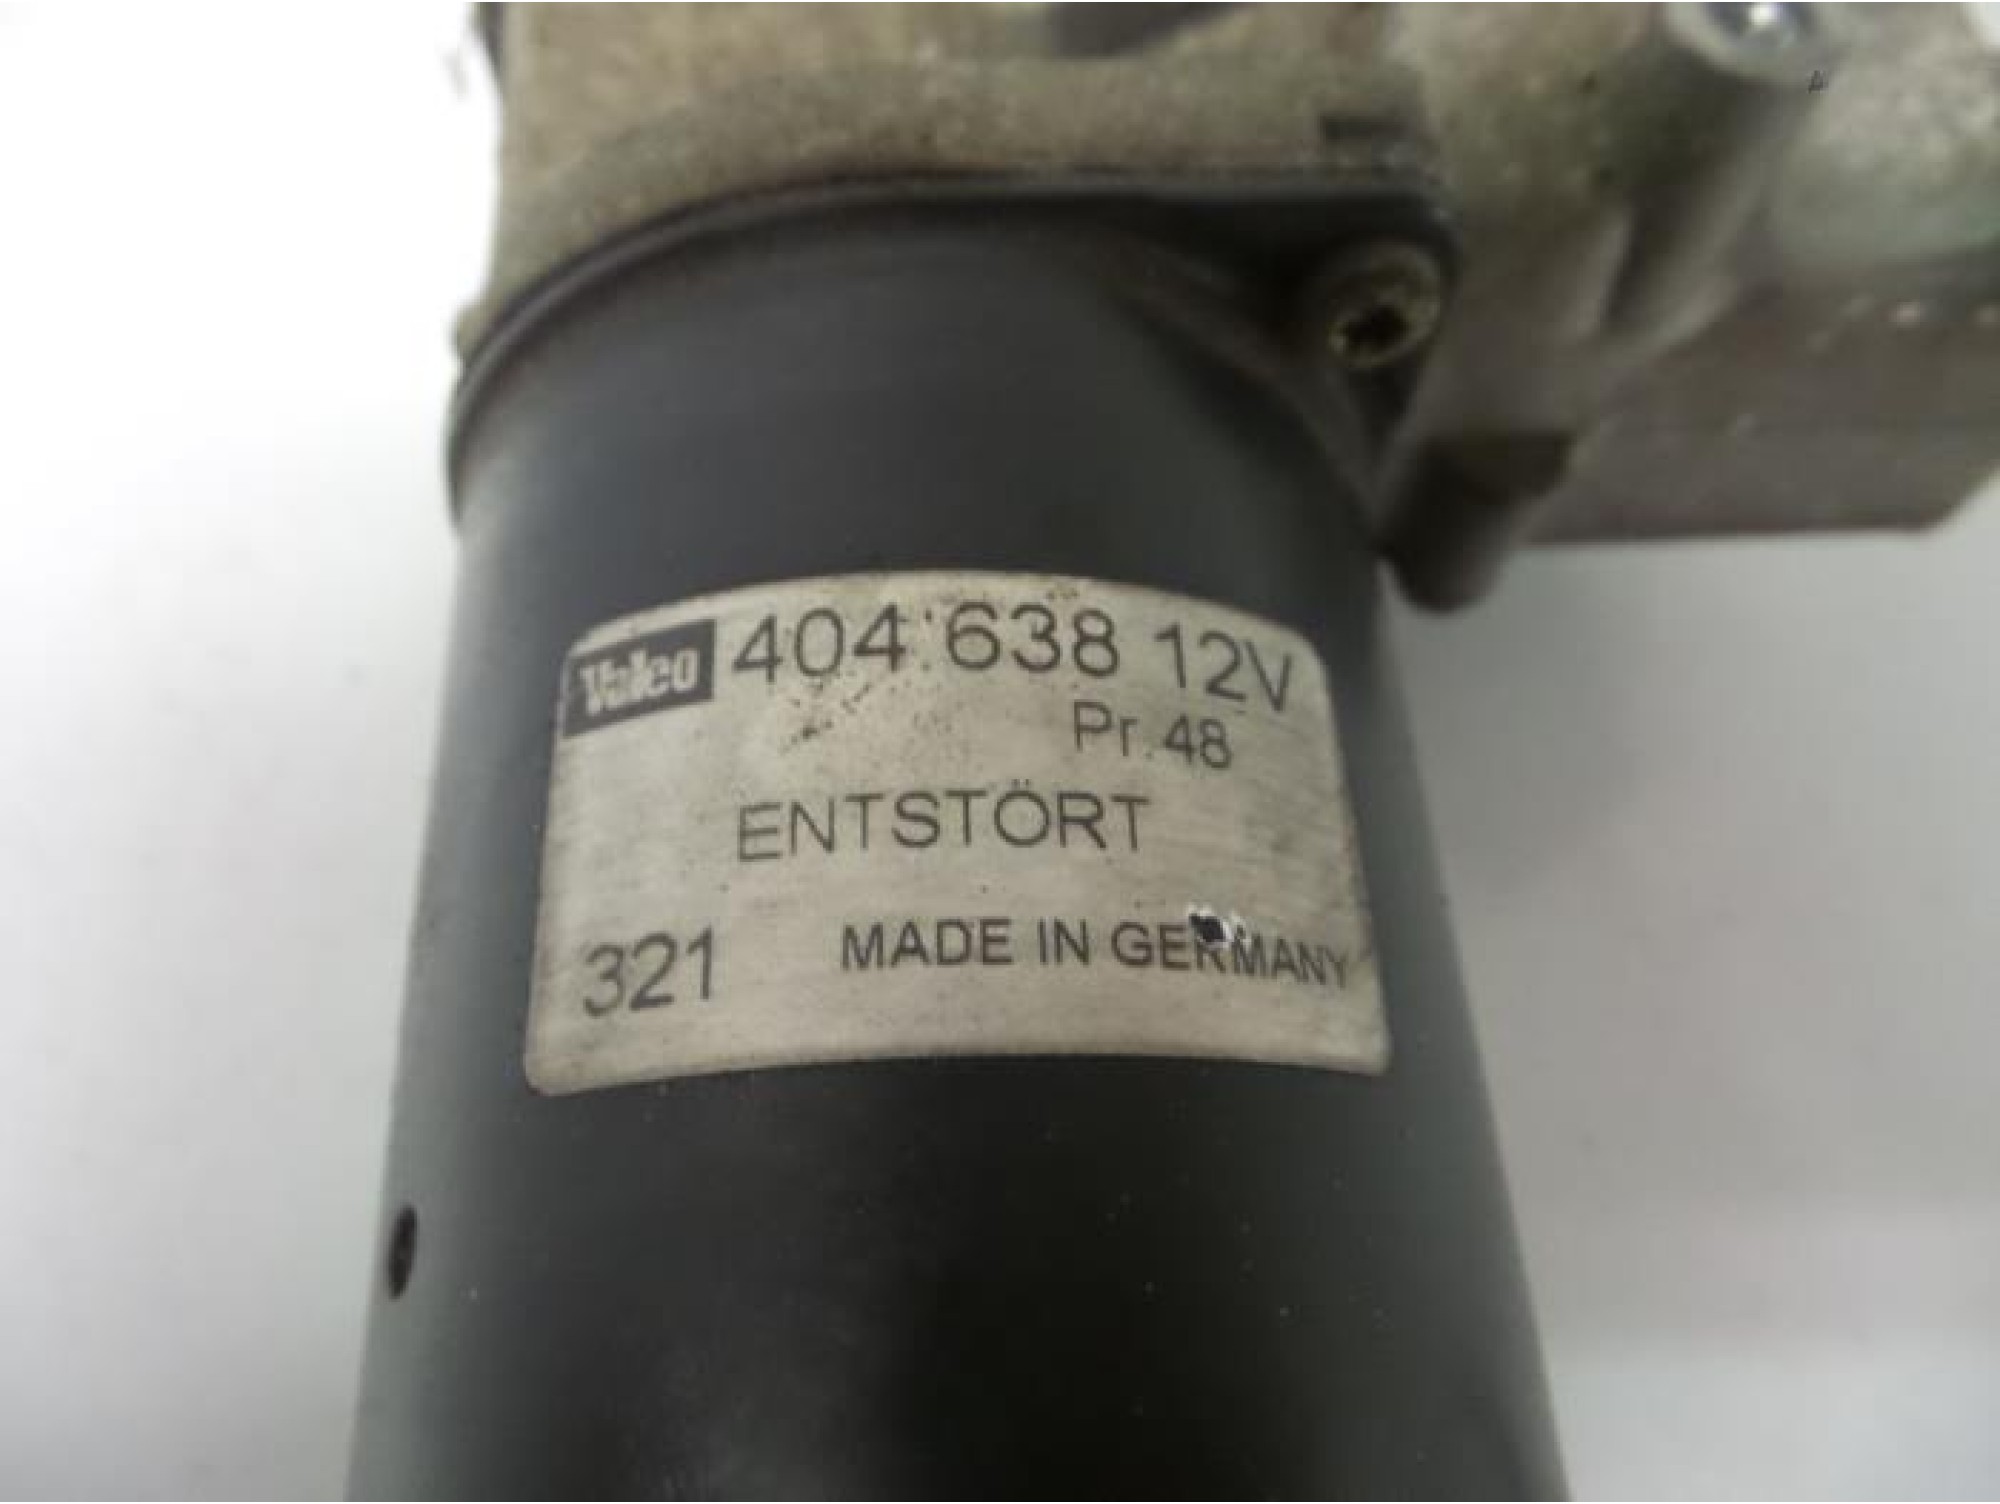 Valeo 404.638 12V
Pr.48
ENTSTÖRT
321 MADE IN GERMANY